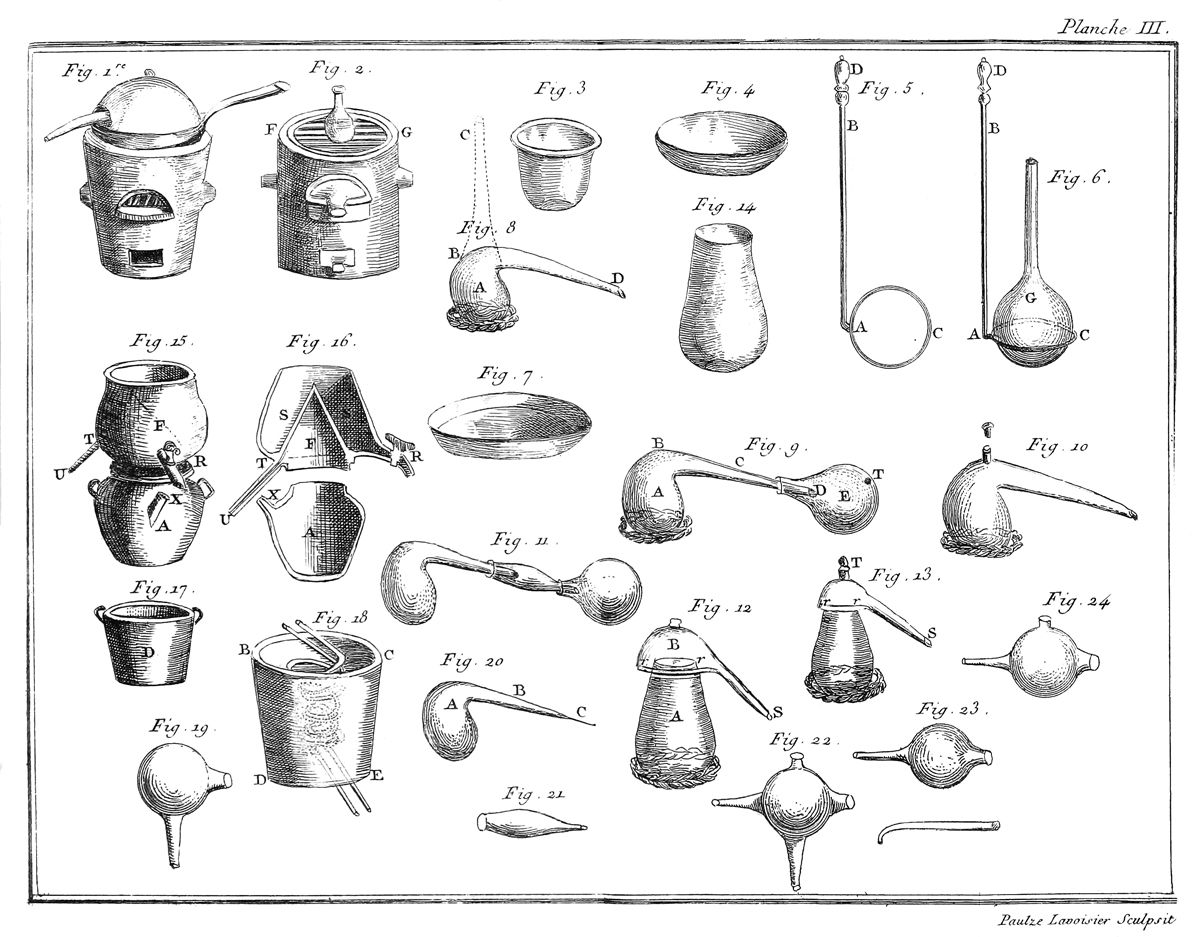 Planche III.
Fig. 1.re
Fig. 2.
Fig. 3
Fig. 4
D
Fig. 5.
D
F
G
C
B
B
Fig. 6.
Fig. 14
Fig. 8
B
A
D
G
A
C
A
C
Fig. 15.
Fig. 16.
Fig. 7.
S
S
F
T
R
U
X
A
F
T
R
X
U
A
B
Fig. 9.
C
A
D
E
T
Fig. 10
Fig. 11.
Fig. 17.
D
Fig. 18
B
C
D
E
Fig. 12
B
r
r
A
S
T
Fig. 13.
r
r
S
Fig. 24
Fig. 20
A
B
C
Fig. 19.
Fig. 23.
Fig. 22.
Fig. 21
Paulze Lavoisier Sculpsit